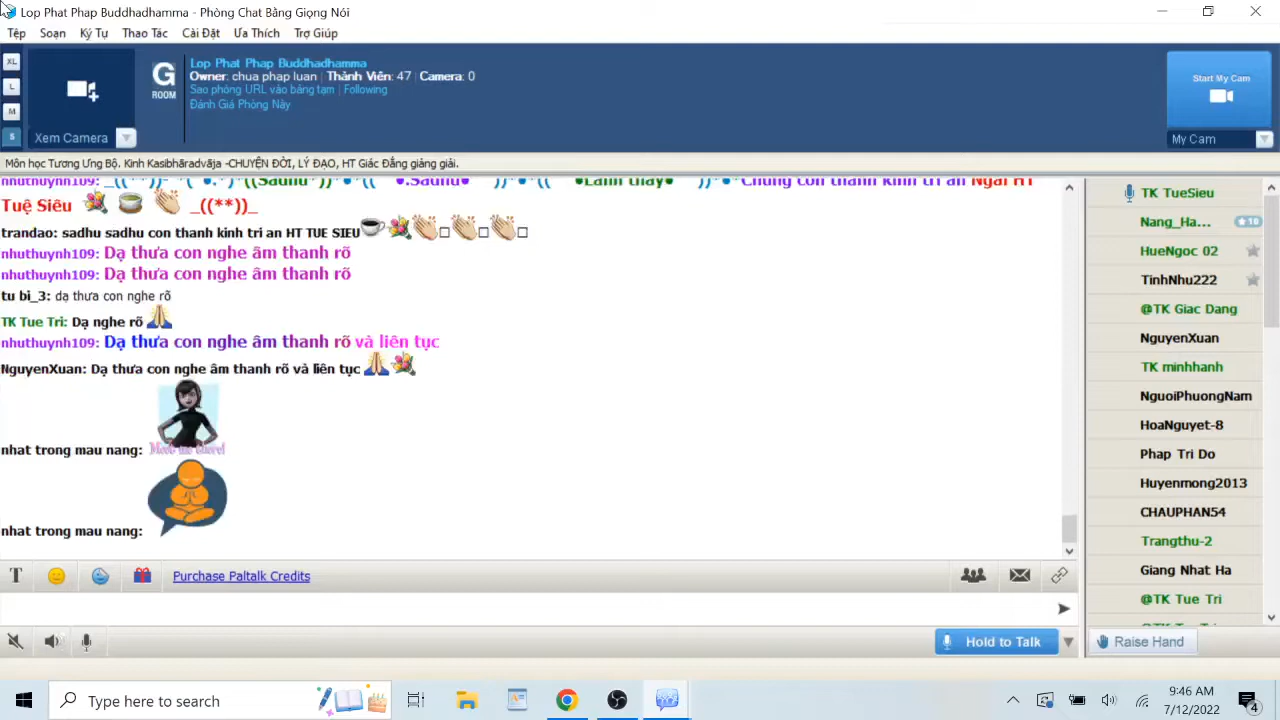 Lop Phat Phap Buddhadhamma - Phòng Chat Bằng Giọng Nói
Tệp Soạn Ký Tự Thao Tác Cài Đặt Ưa Thích Trợ Giúp
XL
L
M
S
Xem Camera
G
ROOM
Lop Phat Phap Buddhadhamma
Owner: chua phap luan | Thành Viên: 47 | Camera: 0
Sao phỏng URL vào bảng tạm | Following
Đánh Giá Phòng Này
Start My Cam
My Cam
Môn học Tương Ưng Bộ. Kinh Kasibhāradvāja -CHUYỆN ĐỜI, LÝ ĐẠO, HT Giác Đẳng giảng giải.
nhuthuynh109:
Tuệ Siêu _((**))_
trandao: sadhu sadhu con thanh kinh tri an HT TUE SIEU
nhuthuynh109: Dạ thưa con nghe âm thanh rõ
nhuthuynh109: Dạ thưa con nghe âm thanh rõ
tu bi_3: dạ thưa con nghe rõ
TK Tue Tri: Dạ nghe rõ
nhuthuynh109: Dạ thưa con nghe âm thanh rõ và liên tục
NguyenXuan: Dạ thưa con nghe âm thanh rõ và liên tục
nhat trong mau nang:
nhat trong mau nang:
TK TueSieu
Nang_Ha... 10
HueNgoc 02
TinhNhu222
@TK Giac Dang
NguyenXuan
TK minhhanh
NguoiPhuongNam
HoaNguyet-8
Phap Tri Do
Huyenmong2013
CHAUPHAN54
Trangthu-2
Giang Nhat Ha
@TK Tue Tri
T Purchase Paltalk Credits
Hold to Talk
Raise Hand
Type here to search
9:46 AM
7/12/2022
4